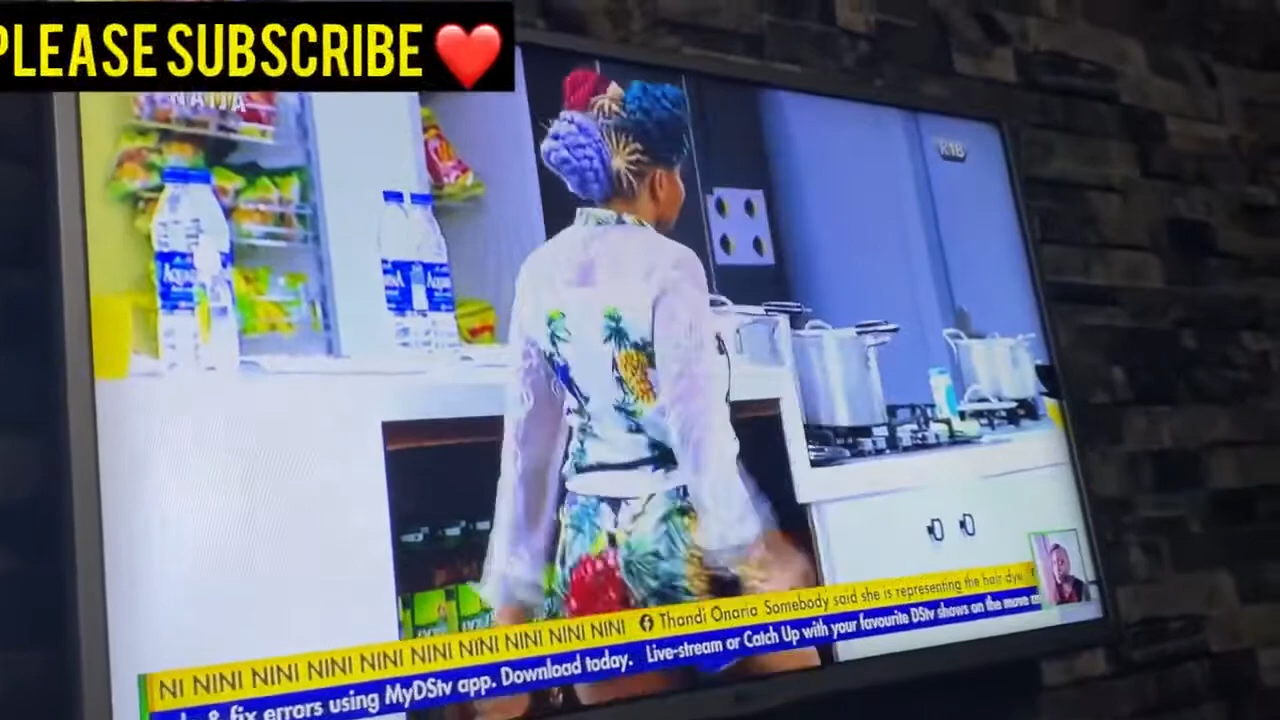 PLEASE SUBSCRIBE ❤️
NAIJA
R18
NI NINI NINI NINI NINI NINI NINI NINI NINI Thandi Onaria Somebody said she is representing the hair dye
& fix errors using MyDStv app. Download today. Live-stream or Catch Up with your favourite DStv shows on the move